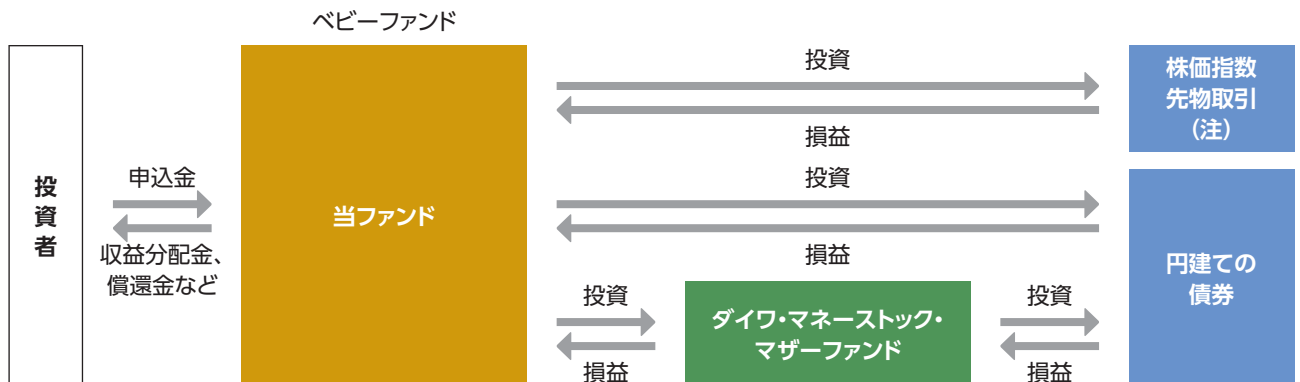 ベビーファンド
投資者
申込金
収益分配金、
償還金など
当ファンド
投資
損益
株価指数
先物取引
(注)
投資
損益
円建ての
債券
投資
損益
ダイワ・マネーストック・
マザーファンド
投資
損益